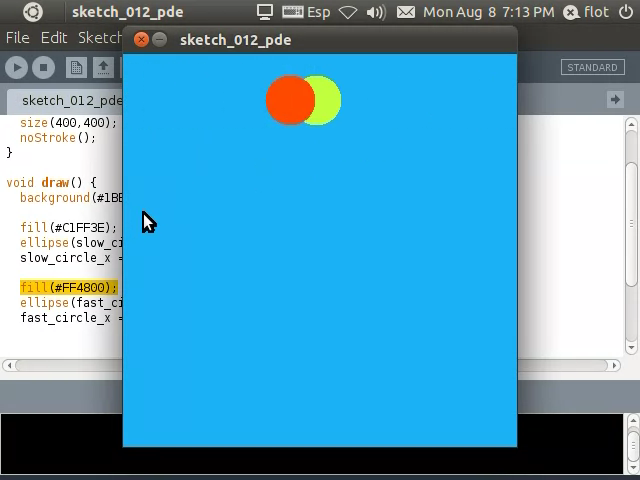 sketch_012_pde
Esp
Mon Aug 8 7:13 PM
flot
sketch_012_pde
File Edit Sketch
STANDARD
sketch_012_pde
size(400,400);
noStroke();
}
void draw() {
background(#1BB
fill(#C1FF3E);
ellipse(slow_ci
slow_circle_x =
fill(#FF4800);
ellipse(fast_ci
fast_circle_x =